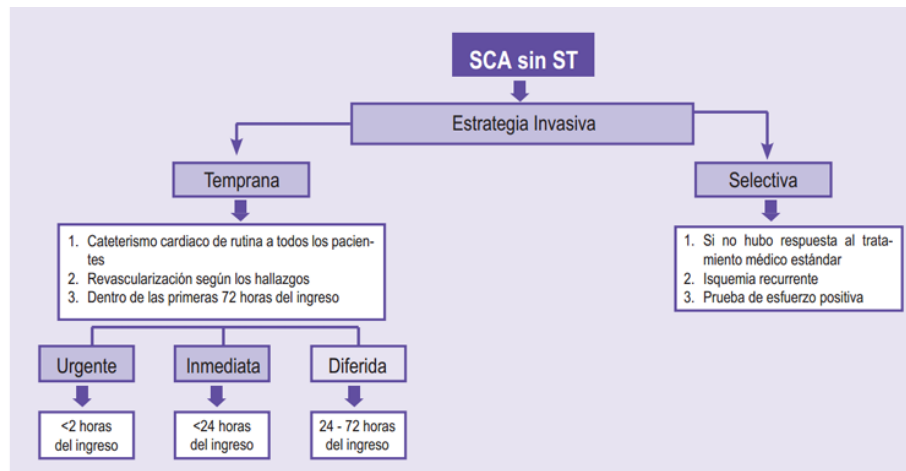 SCA sin ST
Estrategia Invasiva
Temprana
Selectiva
1. Cateterismo cardiaco de rutina a todos los pacien-
tes
2. Revascularización según los hallazgos
3. Dentro de las primeras 72 horas del ingreso
1. Si no hubo respuesta al trata-
miento médico estándar
2. Isquemia recurrente
3. Prueba de esfuerzo positiva
Urgente
Inmediata
Diferida
<2 horas
del ingreso
<24 horas
del ingreso
24 - 72 horas
del ingreso